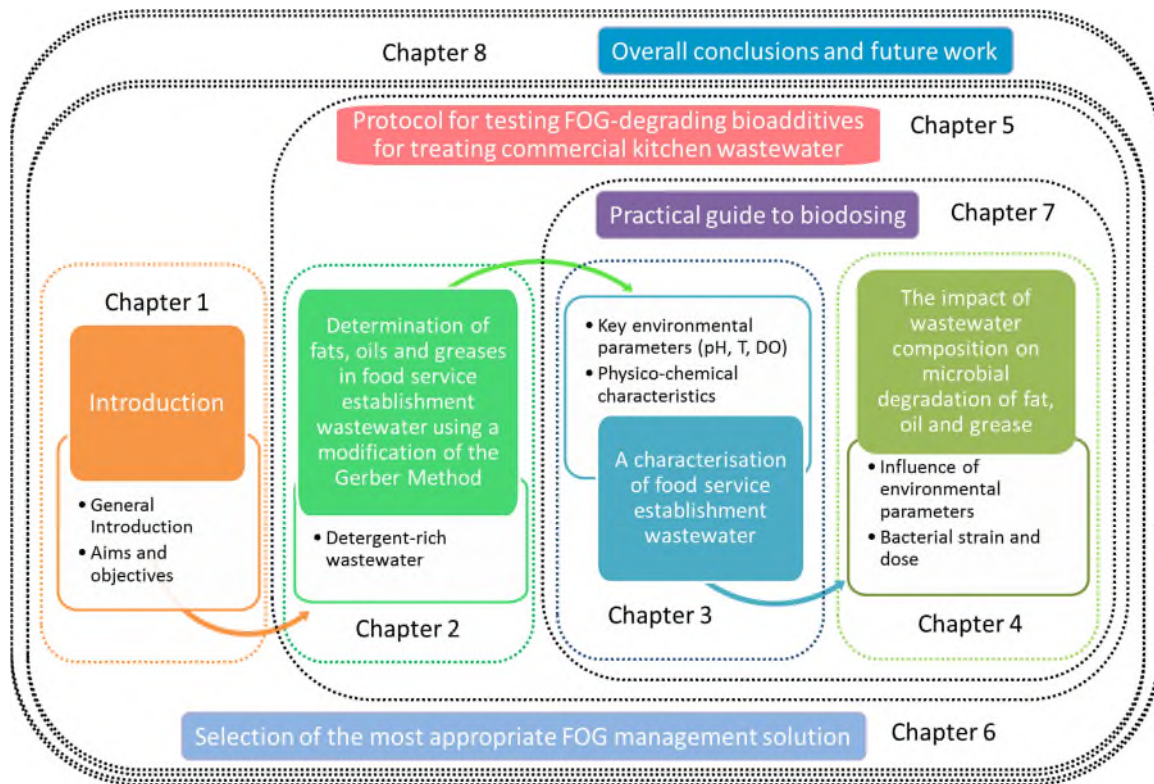 Chapter 8
Overall conclusions and future work
Protocol for testing FOG-degrading bioadditives
for treating commercial kitchen wastewater
Chapter 5
Practical guide to biodosing
Chapter 7
Chapter 1
Introduction
• General
Introduction
• Aims and
objectives
Determination of
fats, oils and greases
in food service
establishment
wastewater using a
modification of the
Gerber Method
• Detergent-rich
wastewater
Chapter 2
• Key environmental
parameters (pH, T, DO)
• Physico-chemical
characteristics
A characterisation
of food service
establishment
wastewater
Chapter 3
The impact of
wastewater
composition on
microbial
degradation of fat,
oil and grease
• Influence of
environmental
parameters
• Bacterial strain and
dose
Chapter 4
Selection of the most appropriate FOG management solution
Chapter 6